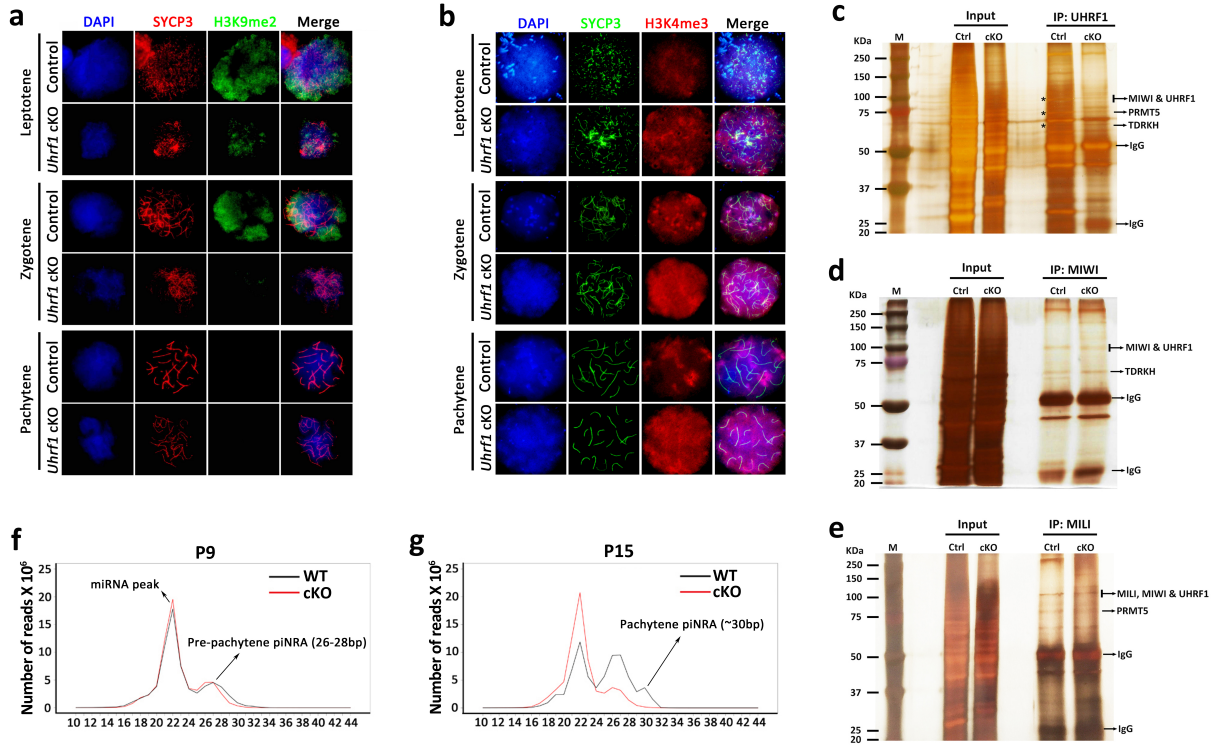 a
DAPI SYCP3 H3K9me2 Merge
Leptotene
Control
Uhrf1 cKO
Zygotene
Control
Uhrf1 cKO
Pachytene
Control
Uhrf1 cKO
b
DAPI SYCP3 H3K4me3 Merge
Leptotene
Control
Uhrf1 cKO
Zygotene
Control
Uhrf1 cKO
Pachytene
Control
Uhrf1 cKO
c
Input IP: UHRF1
KDa M Ctrl cKO Ctrl cKO
250
150
100
75
50
37
25
20
*
*
*
MIWI & UHRF1
PRMT5
TDRKH
IgG
IgG
d
Input IP: MIWI
KDa M Ctrl cKO Ctrl cKO
250
150
100
75
50
37
25
20
MIWI & UHRF1
TDRKH
IgG
IgG
e
Input IP: MILI
KDa M Ctrl cKO Ctrl cKO
250
150
100
75
50
37
25
20
MILI, MIWI & UHRF1
PRMT5
IgG
IgG
f
P9
Number of reads X 10⁶
25
20
15
10
5
0
miRNA peak
WT
cKO
Pre-pachytene piNRA (26-28bp)
10 12 14 16 18 20 22 24 26 28 30 32 34 36 38 40 42 44
g
P15
Number of reads X 10⁶
25
20
15
10
5
0
WT
cKO
Pachytene piNRA (~30bp)
10 12 14 16 18 20 22 24 26 28 30 32 34 36 38 40 42 44